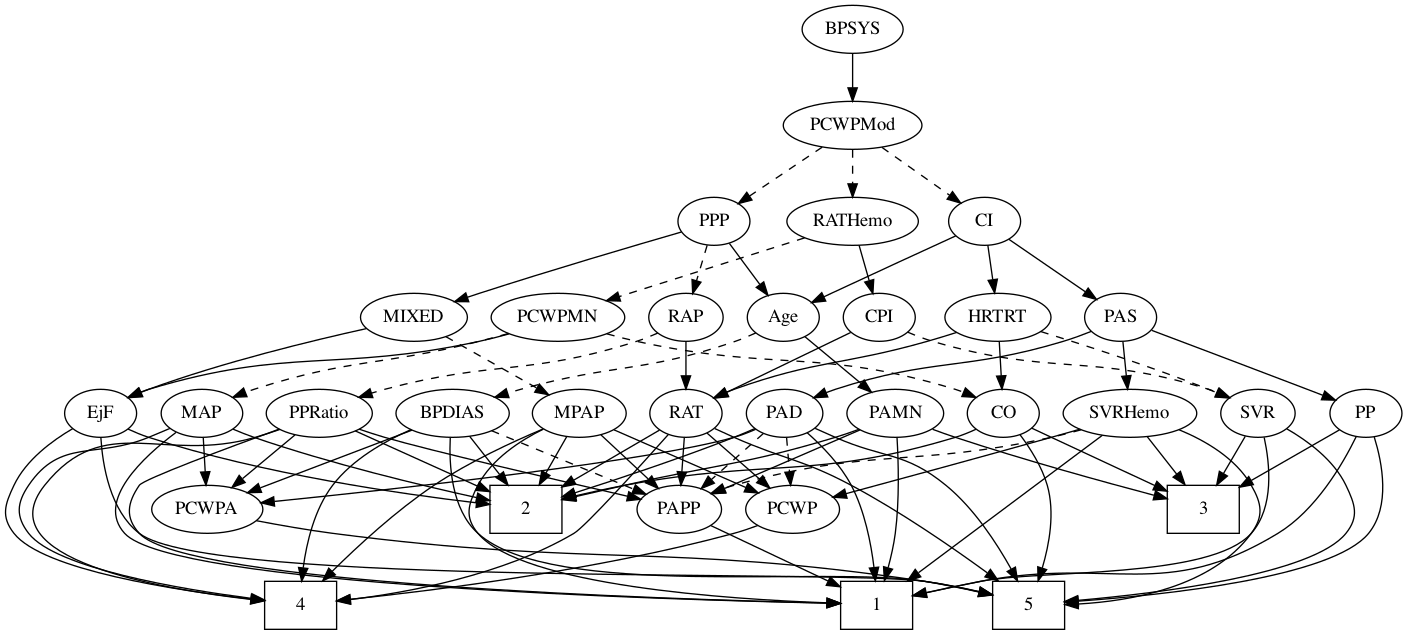 BPSYS
PCWPMod
PPP
RATHemo
CI
MIXED
PCWPMN
RAP
Age
CPI
HRTRT
PAS
EjF
MAP
PPRatio
BPDIAS
MPAP
RAT
PAD
PAMN
CO
SVRHemo
SVR
PP
PCWPA
2
PAPP
PCWP
3
4
1
5